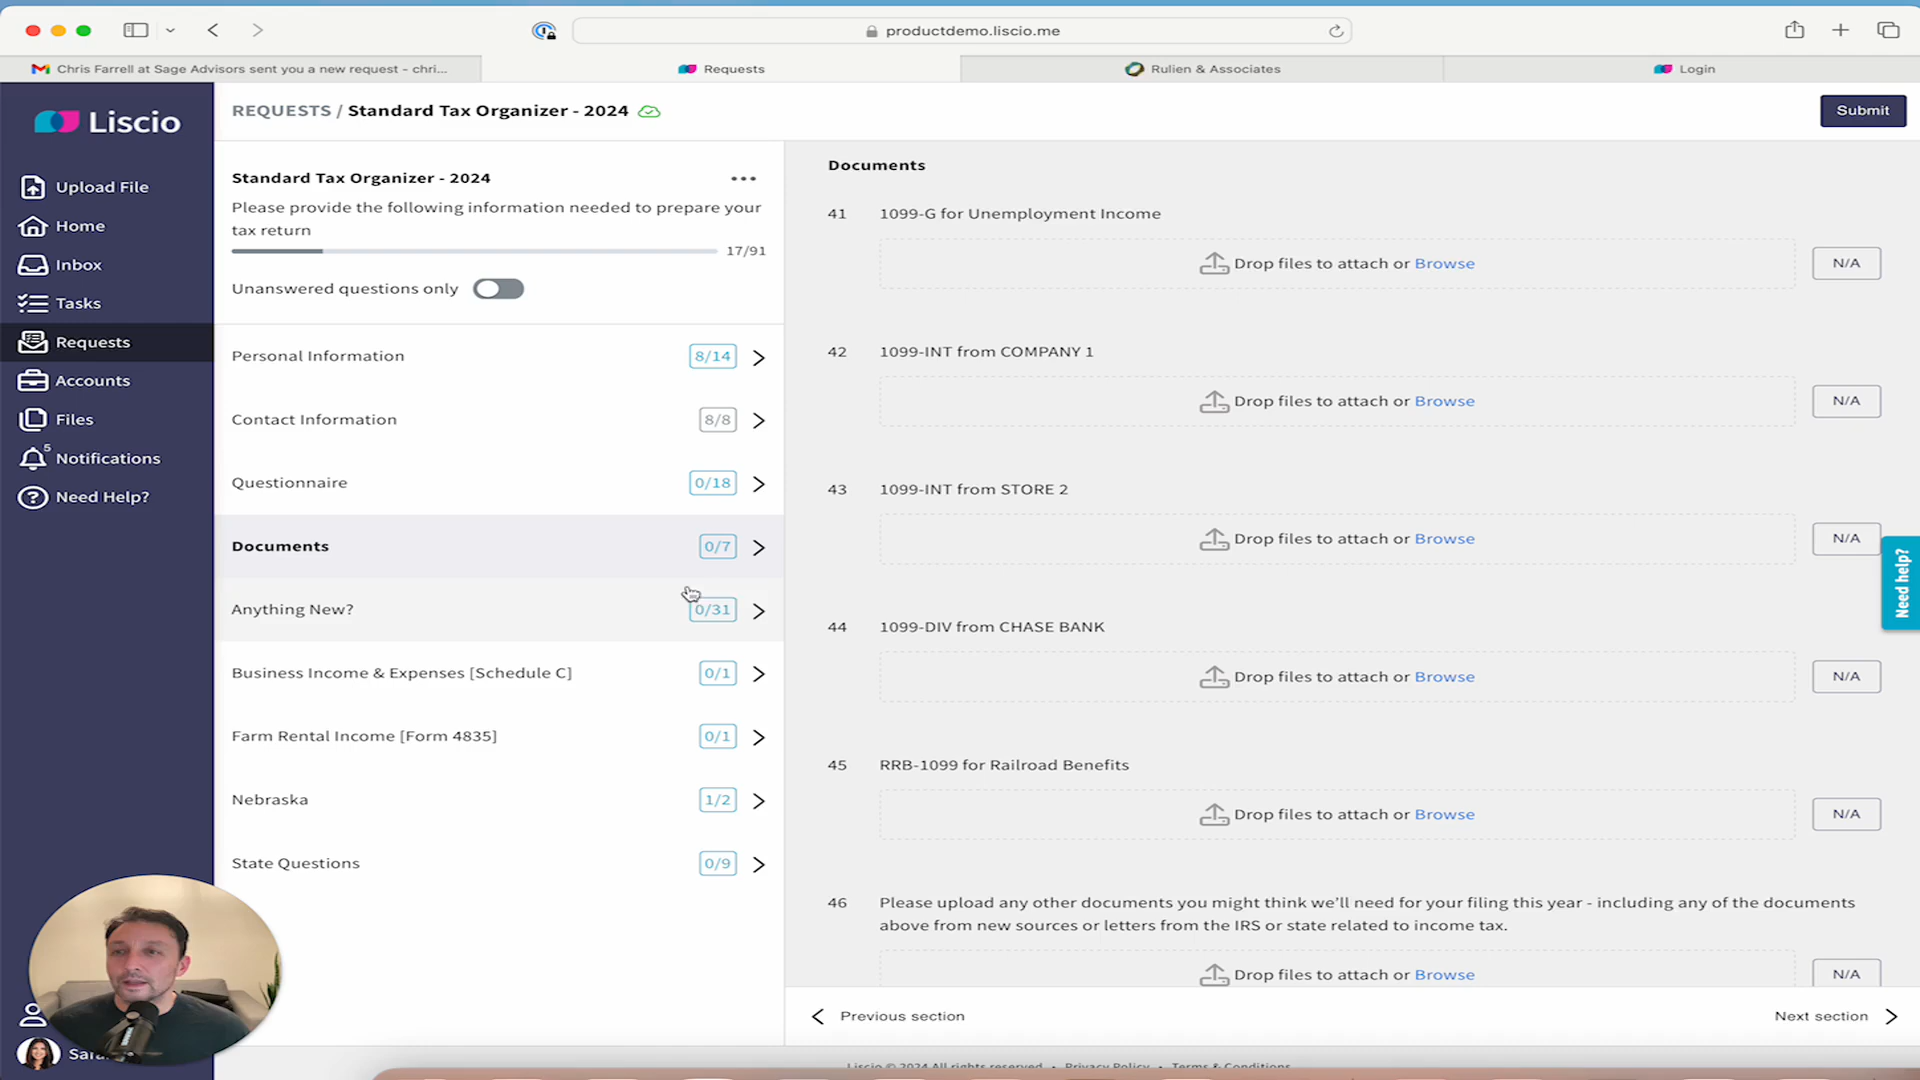 productdemo.liscio.me
Chris Farrell at Sage Advisors sent you a new request - chri...
Requests
Rulien & Associates
Login
Liscio
Upload File
Home
Inbox
Tasks
Requests
Accounts
Files
5
Notifications
Need Help?
REQUESTS / Standard Tax Organizer - 2024
Submit
Standard Tax Organizer - 2024
Please provide the following information needed to prepare your
tax return
17/91
Unanswered questions only
Personal Information 8/14
Contact Information 8/8
Questionnaire 0/18
Documents 0/7
Anything New? 0/31
Business Income & Expenses [Schedule C] 0/1
Farm Rental Income [Form 4835] 0/1
Nebraska 1/2
State Questions 0/9
Documents
41 1099-G for Unemployment Income
Drop files to attach or Browse N/A
42 1099-INT from COMPANY 1
Drop files to attach or Browse N/A
43 1099-INT from STORE 2
Drop files to attach or Browse N/A
44 1099-DIV from CHASE BANK
Drop files to attach or Browse N/A
45 RRB-1099 for Railroad Benefits
Drop files to attach or Browse N/A
46 Please upload any other documents you might think we'll need for your filing this year - including any of the documents
above from new sources or letters from the IRS or state related to income tax.
Drop files to attach or Browse N/A
Previous section
Next section
Need help?
Liscio © 2024 All rights reserved • Privacy Policy • Terms & Conditions